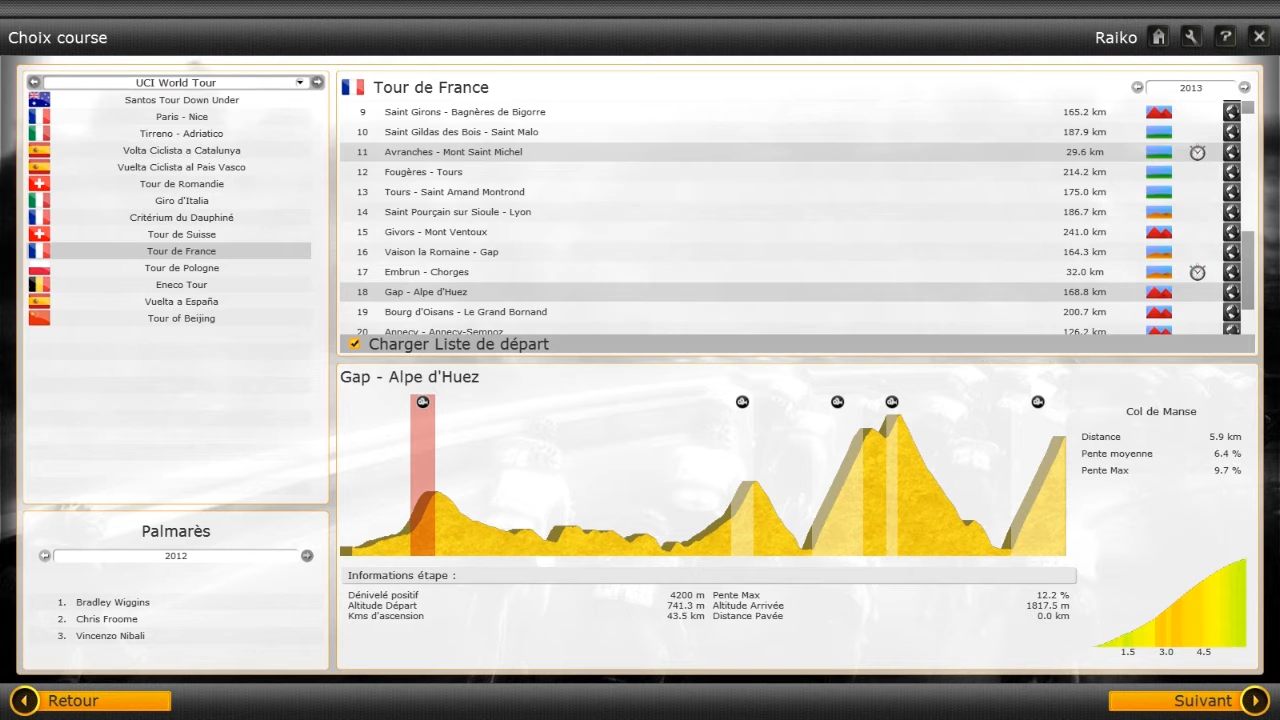 Choix course
Raiko
UCI World Tour
Santos Tour Down Under
Paris - Nice
Tirreno - Adriatico
Volta Ciclista a Catalunya
Vuelta Ciclista al Pais Vasco
Tour de Romandie
Giro d'Italia
Critérium du Dauphiné
Tour de Suisse
Tour de France
Tour de Pologne
Eneco Tour
Vuelta a España
Tour of Beijing
Palmarès
2012
1. Bradley Wiggins
2. Chris Froome
3. Vincenzo Nibali
Tour de France 2013
9 Saint Girons - Bagnères de Bigorre 165.2 km
10 Saint Gildas des Bois - Saint Malo 187.9 km
11 Avranches - Mont Saint Michel 29.6 km
12 Fougères - Tours 214.2 km
13 Tours - Saint Amand Montrond 175.0 km
14 Saint Pourçain sur Sioule - Lyon 186.7 km
15 Givors - Mont Ventoux 241.0 km
16 Vaison la Romaine - Gap 164.3 km
17 Embrun - Chorges 32.0 km
18 Gap - Alpe d'Huez 168.8 km
19 Bourg d'Oisans - Le Grand Bornand 200.7 km
20 Annecy - Annecy-Semnoz 126.2 km
Charger Liste de départ
Gap - Alpe d'Huez
Col de Manse
Distance 5.9 km
Pente moyenne 6.4 %
Pente Max 9.7 %
1.5 3.0 4.5
Informations étape :
Dénivelé positif 4200 m Pente Max 12.2 %
Altitude Départ 741.3 m Altitude Arrivée 1817.5 m
Kms d'ascension 43.5 km Distance Pavée 0.0 km
Retour
Suivant